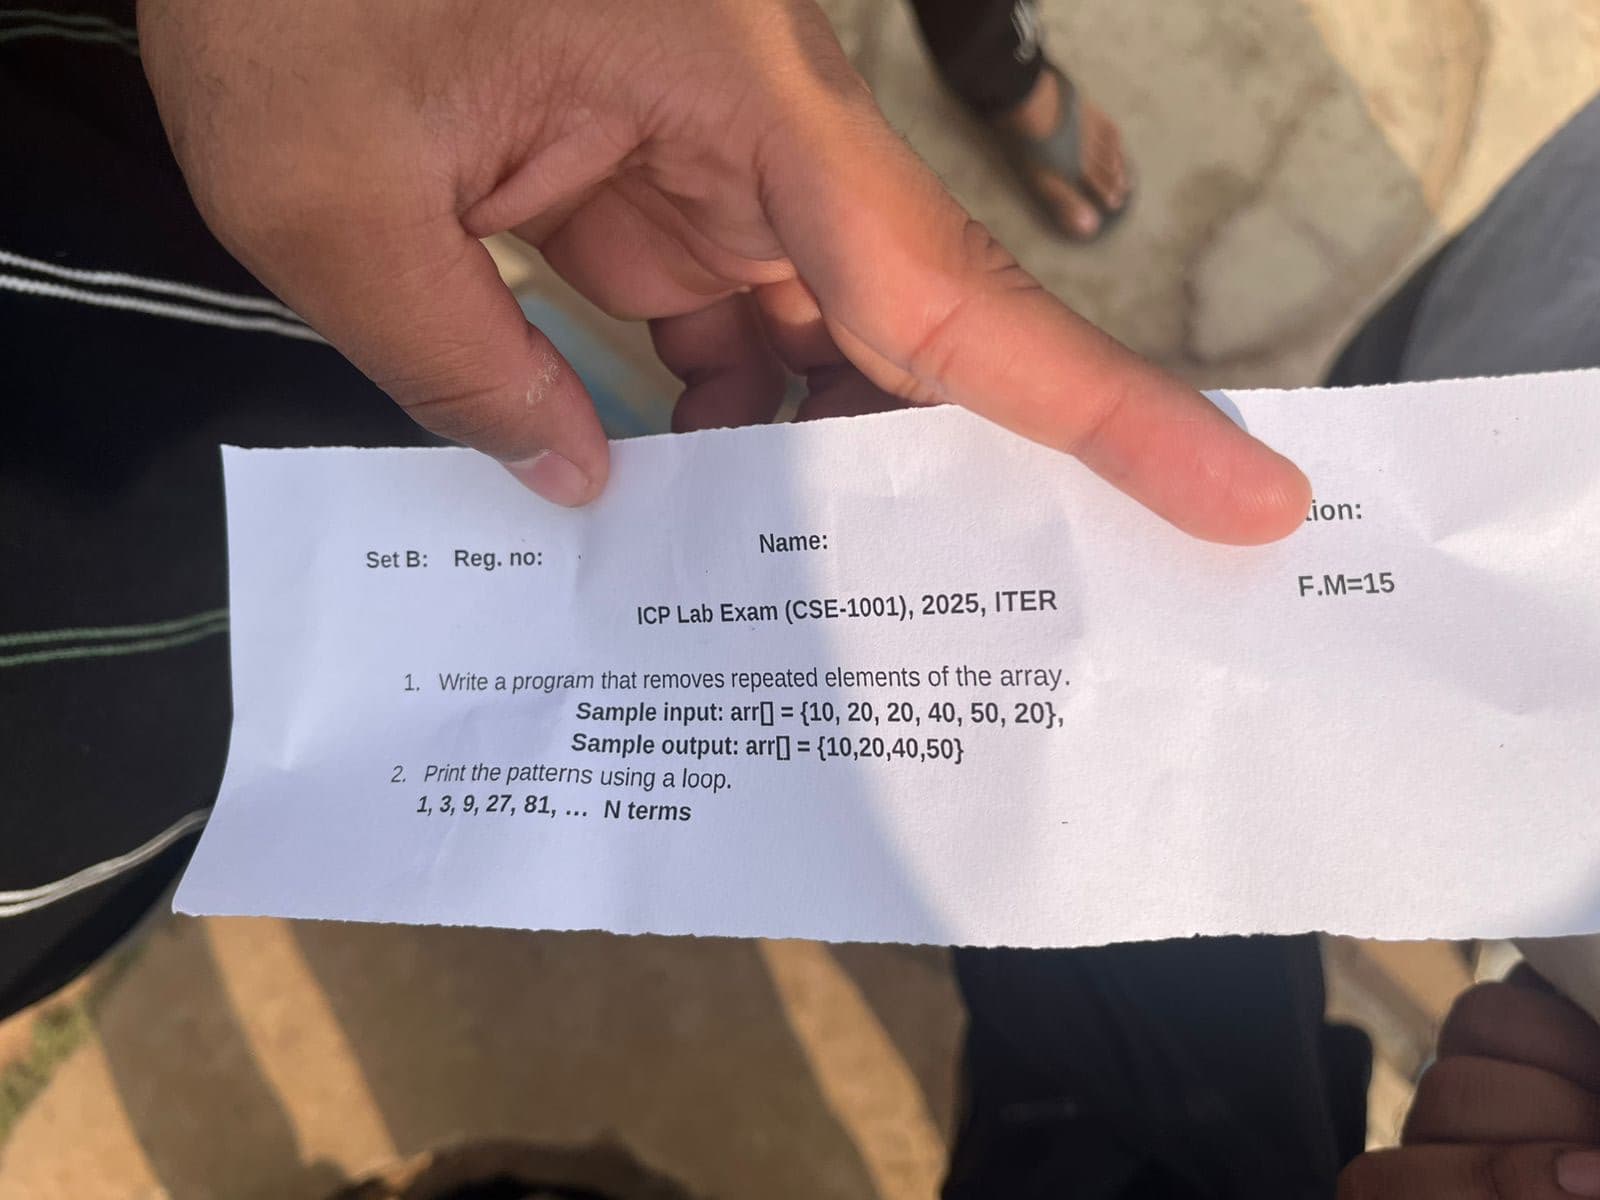 Set B: Reg. no: Name:
F.M=15
ICP Lab Exam (CSE-1001), 2025, ITER
1. Write a program that removes repeated elements of the array.
Sample input: arr[] = {10, 20, 20, 40, 50, 20},
Sample output: arr[] = {10,20,40,50}
2. Print the patterns using a loop.
1, 3, 9, 27, 81, ... N terms